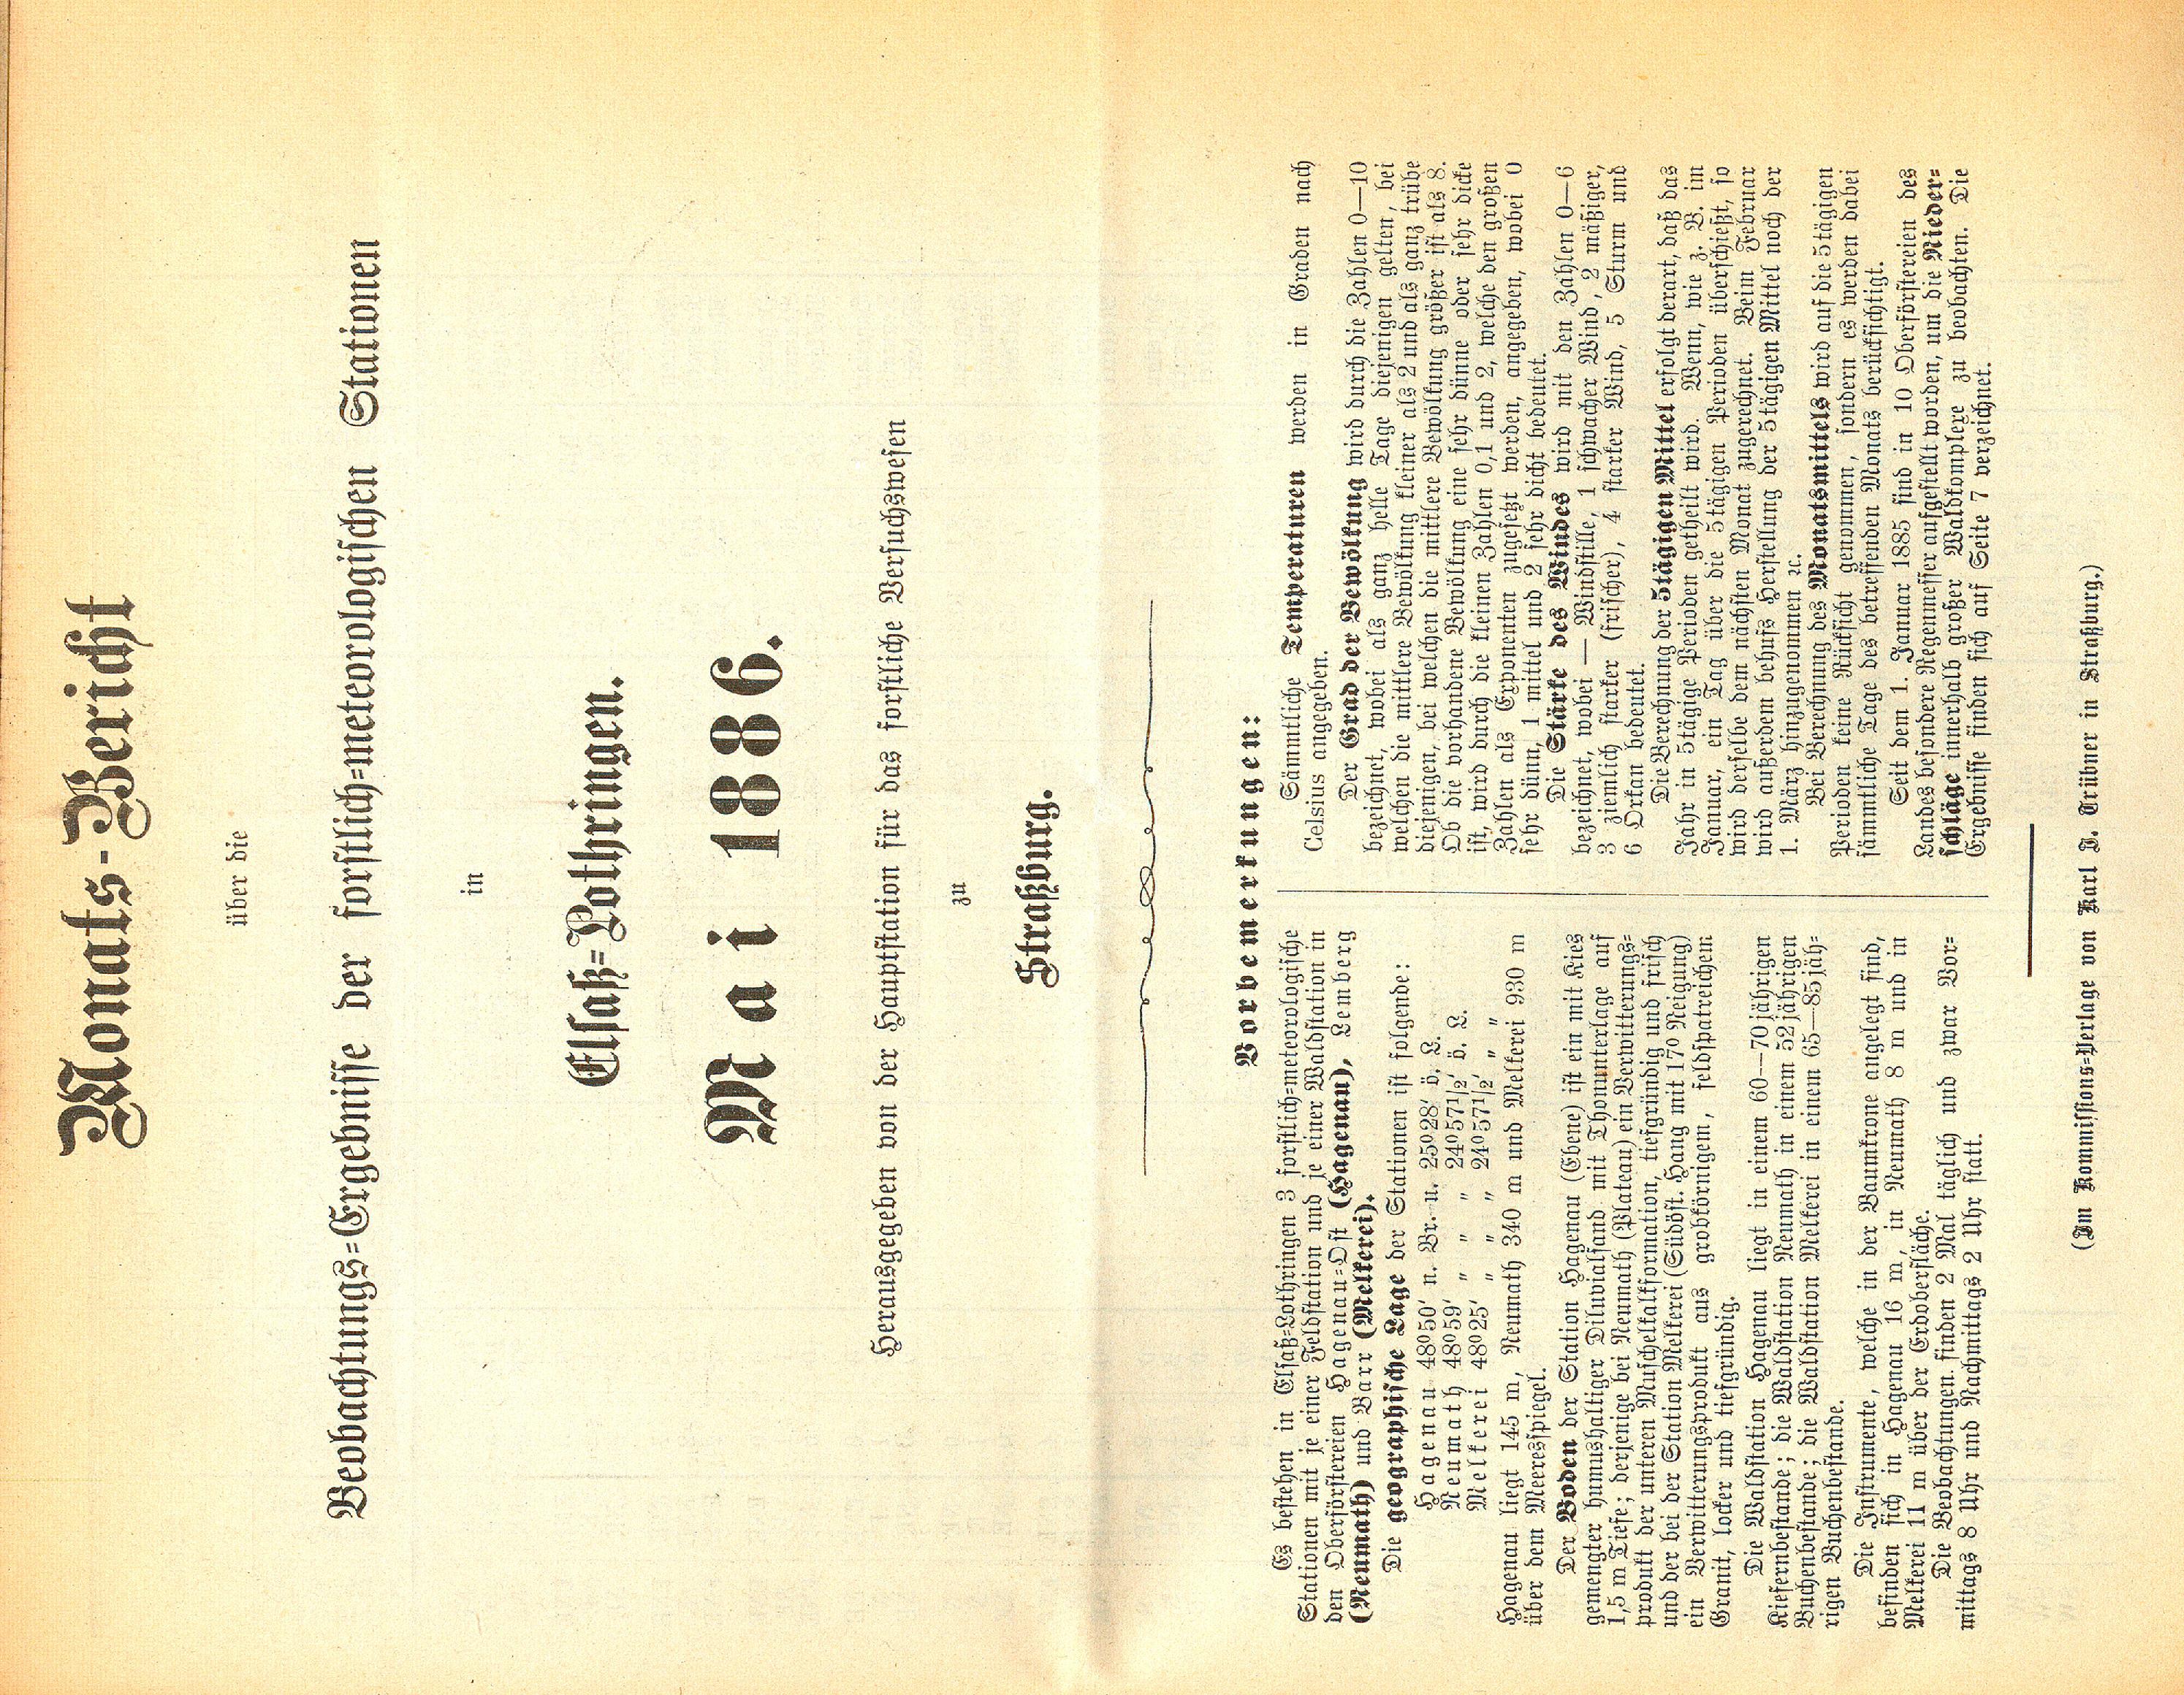 Monats-Bericht
über die
Beobachtungs=Ergebnisse der forstlich=meteorologischen Stationen
in
Elsaß=Lothringen.
Mai 1886.
Herausgegeben von der Hauptstation für das forstliche Versuchswesen
zu
Straßburg.
Vorbemerkungen:
Es bestehen in Elsaß=Lothringen 3 forstlich=meteorologische
Stationen mit je einer Feldstation und je einer Waldstation in
den Oberförstereien Hagenau=Ost (Hagenau), Lemberg
(Neumath) und Barr (Melkerei).
Die geographische Lage der Stationen ist folgende:
Hagenau 48050' n. Br. u. 25028' ö. L.
Neumath 48059' „ „ „ 240571/2' ö. L.
Melkerei 48025' „ „ „ 240571/2' „ „
Hagenau liegt 145 m, Neumath 340 m und Melkerei 930 m
über dem Meeresspiegel.
Der Boden der Station Hagenau (Ebene) ist ein mit Kies
gemengter humushaltiger Diluvialsand mit Thonunterlage auf
1,5 m Tiefe; derjenige bei Neumath (Plateau) ein Verwitterungs=
produkt der unteren Muschelkalkformation, tiefgründig und frisch
und der bei der Station Melkerei (Südöst. Hang mit 170 Neigung)
ein Verwitterungsprodukt aus grobkörnigem, feldspatreichem
Granit, locker und tiefgründig.
Die Waldstation Hagenau liegt in einem 60—70jährigen
Kiefernbestande; die Waldstation Neumath in einem 52jährigen
Buchenbestande; die Waldstation Melkerei in einem 65—85jäh=
rigen Buchenbestande.
Die Instrumente, welche in der Baumkrone angelegt sind,
befinden sich in Hagenau 16 m, in Neumath 8 m und in
Melkerei 11 m über der Erdoberfläche.
Die Beobachtungen finden 2 Mal täglich und zwar Vor=
mittags 8 Uhr und Nachmittags 2 Uhr statt.
Sämmtliche Temperaturen werden in Graden nach
Celsius angegeben.
Der Grad der Bewölkung wird durch die Zahlen 0—10
bezeichnet, wobei als ganz helle Tage diejenigen gelten, bei
welchen die mittlere Bewölkung kleiner als 2 und als ganz trübe
diejenigen, bei welchen die mittlere Bewölkung größer ist als 8.
Ob die vorhandene Bewölkung eine sehr dünne oder sehr dicke
ist, wird durch die kleinen Zahlen 0,1 und 2, welche den großen
Zahlen als Exponenten zugesetzt werden, angegeben, wobei 0
sehr dünn, 1 mittel und 2 sehr dicht bedeutet.
Die Stärke des Windes wird mit den Zahlen 0—6
bezeichnet, wobei — Windstille, 1 schwacher Wind, 2 mäßiger,
3 ziemlich starker (frischer), 4 starker Wind, 5 Sturm und
6 Orkan bedeutet.
Die Berechnung der 5tägigen Mittel erfolgt derart, daß das
Jahr in 5tägige Perioden getheilt wird. Wenn, wie z. B. im
Januar, ein Tag über die 5tägigen Perioden überschießt, so
wird derselbe dem nächsten Monat zugerechnet. Beim Februar
wird außerdem behufs Herstellung der 5tägigen Mittel noch der
1. März hinzugenommen ꝛc.
Bei Berechnung des Monatsmittels wird auf die 5tägigen
Perioden keine Rücksicht genommen, sondern es werden dabei
sämmtliche Tage des betreffenden Monats berücksichtigt.
Seit dem 1. Januar 1885 sind in 10 Oberförstereien des
Landes besondere Regenmesser aufgestellt worden, um die Nieder=
schläge innerhalb großer Waldkomplexe zu beobachten. Die
Ergebnisse finden sich auf Seite 7 verzeichnet.
(Im Kommissions=Verlage von Karl J. Trübner in Straßburg.)